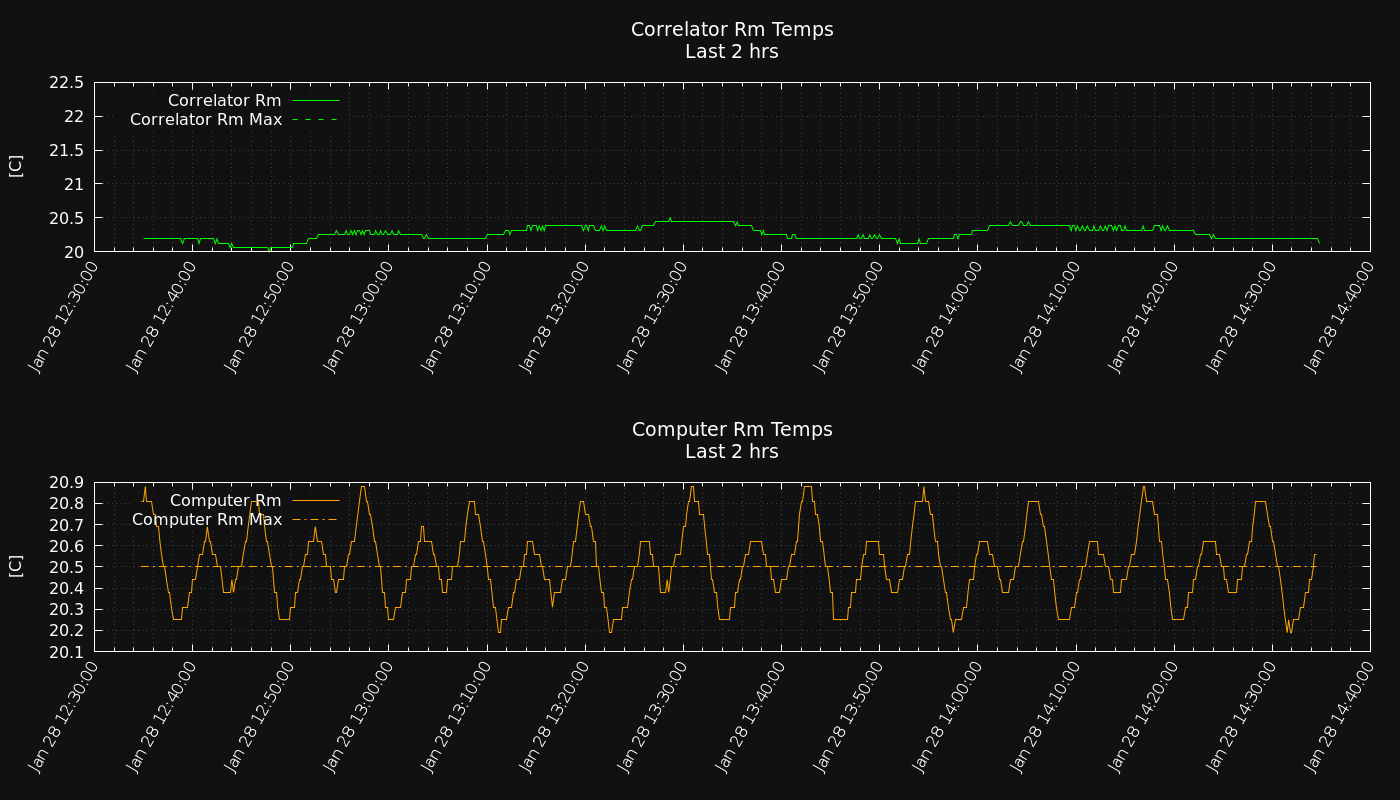 Correlator Rm Temps
Last 2 hrs
22.5
22
21.5
21
20.5
20
[C]
Correlator Rm
Correlator Rm Max
Jan 28 12:30:00
Jan 28 12:40:00
Jan 28 12:50:00
Jan 28 13:00:00
Jan 28 13:10:00
Jan 28 13:20:00
Jan 28 13:30:00
Jan 28 13:40:00
Jan 28 13:50:00
Jan 28 14:00:00
Jan 28 14:10:00
Jan 28 14:20:00
Jan 28 14:30:00
Jan 28 14:40:00
Computer Rm Temps
Last 2 hrs
20.9
20.8
20.7
20.6
20.5
20.4
20.3
20.2
20.1
[C]
Computer Rm
Computer Rm Max
Jan 28 12:30:00
Jan 28 12:40:00
Jan 28 12:50:00
Jan 28 13:00:00
Jan 28 13:10:00
Jan 28 13:20:00
Jan 28 13:30:00
Jan 28 13:40:00
Jan 28 13:50:00
Jan 28 14:00:00
Jan 28 14:10:00
Jan 28 14:20:00
Jan 28 14:30:00
Jan 28 14:40:00